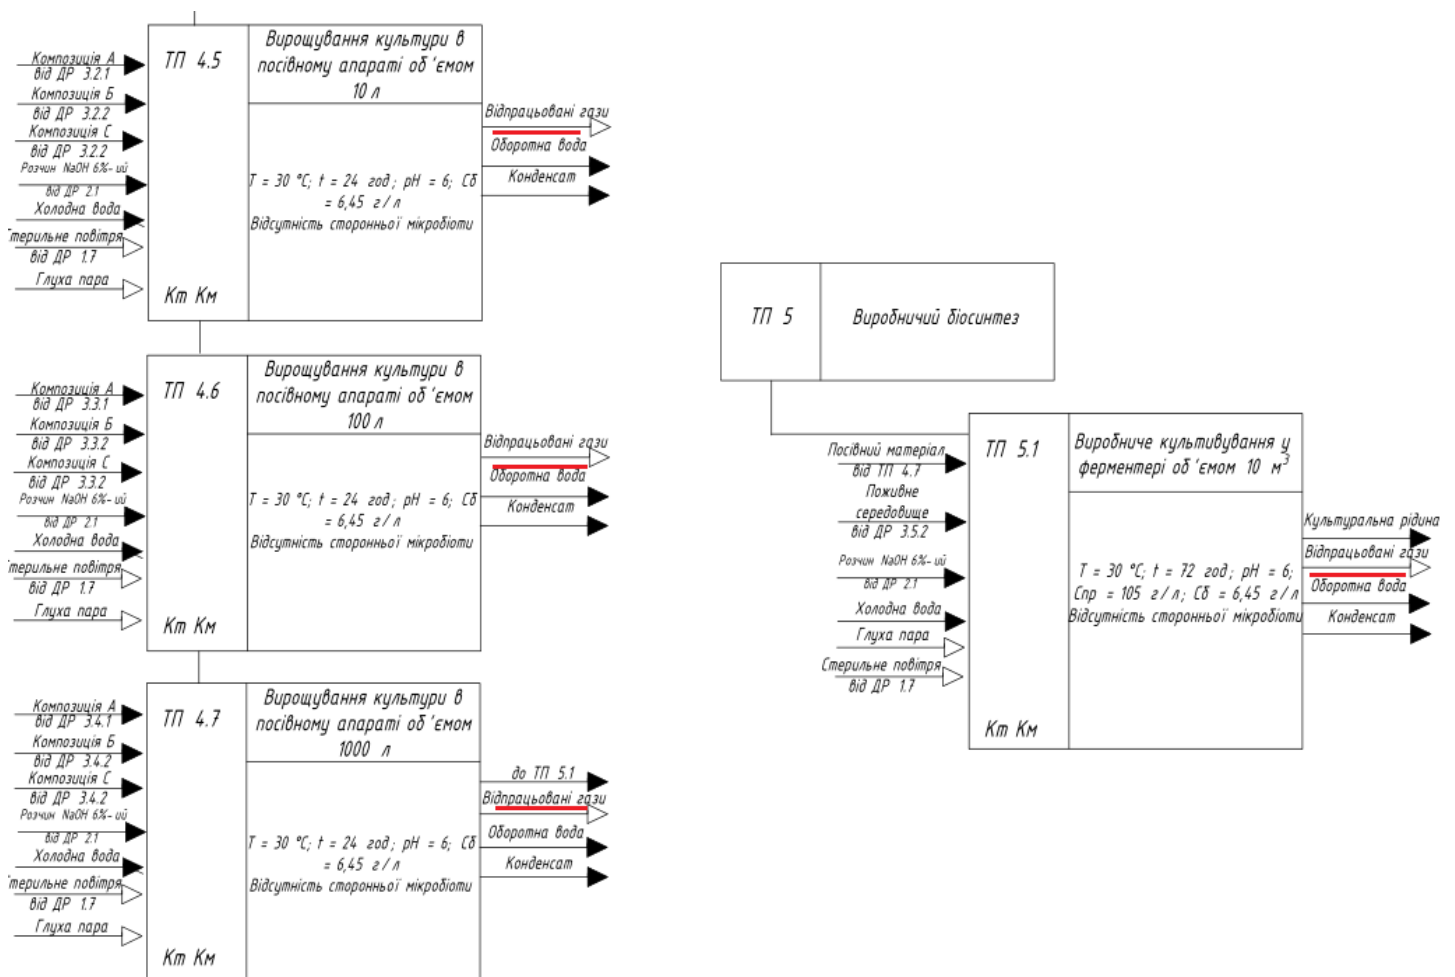 Композиція А
від ДР 3.2.1
Композиція Б
від ДР 3.2.2
Композиція С
від ДР 3.2.2
Розчин NaOH 6%-ий
від ДР 2.1
Холодна вода
терильне повітря
від ДР 1.7
Глуха пара
ТП 4.5
Кт Км
Вирощування культури в
посівному апараті об'ємом
10 л
T = 30 °C; t = 24 год; pH = 6; Сб
= 6,45 г/л
Відсутність сторонньої мікробіоти
Відпрацьовані гази
Оборотна вода
Конденсат
Композиція А
від ДР 3.3.1
Композиція Б
від ДР 3.3.2
Композиція С
від ДР 3.3.2
Розчин NaOH 6%-ий
від ДР 2.1
Холодна вода
терильне повітря
від ДР 1.7
Глуха пара
ТП 4.6
Кт Км
Вирощування культури в
посівному апараті об'ємом
100 л
T = 30 °C; t = 24 год; pH = 6; Сб
= 6,45 г/л
Відсутність сторонньої мікробіоти
Відпрацьовані гази
Оборотна вода
Конденсат
Композиція А
від ДР 3.4.1
Композиція Б
від ДР 3.4.2
Композиція С
від ДР 3.4.2
Розчин NaOH 6%-ий
від ДР 2.1
Холодна вода
терильне повітря
від ДР 1.7
Глуха пара
ТП 4.7
Кт Км
Вирощування культури в
посівному апараті об'ємом
1000 л
T = 30 °C; t = 24 год; pH = 6; Сб
= 6,45 г/л
Відсутність сторонньої мікробіоти
до ТП 5.1
Відпрацьовані гази
Оборотна вода
Конденсат
ТП 5
Виробничий біосинтез
Посівний матеріал
від ТП 4.7
Поживне
середовище
від ДР 3.5.2
Розчин NaOH 6%-ий
від ДР 2.1
Холодна вода
Глуха пара
Стерильне повітря
від ДР 1.7
ТП 5.1
Кт Км
Виробниче культивування у
ферментері об'ємом 10 м³
T = 30 °C; t = 72 год; pH = 6;
Спр = 105 г/л; Сб = 6,45 г/л
Відсутність сторонньої мікробіоти
Культуральна рідина
Відпрацьовані гази
Оборотна вода
Конденсат